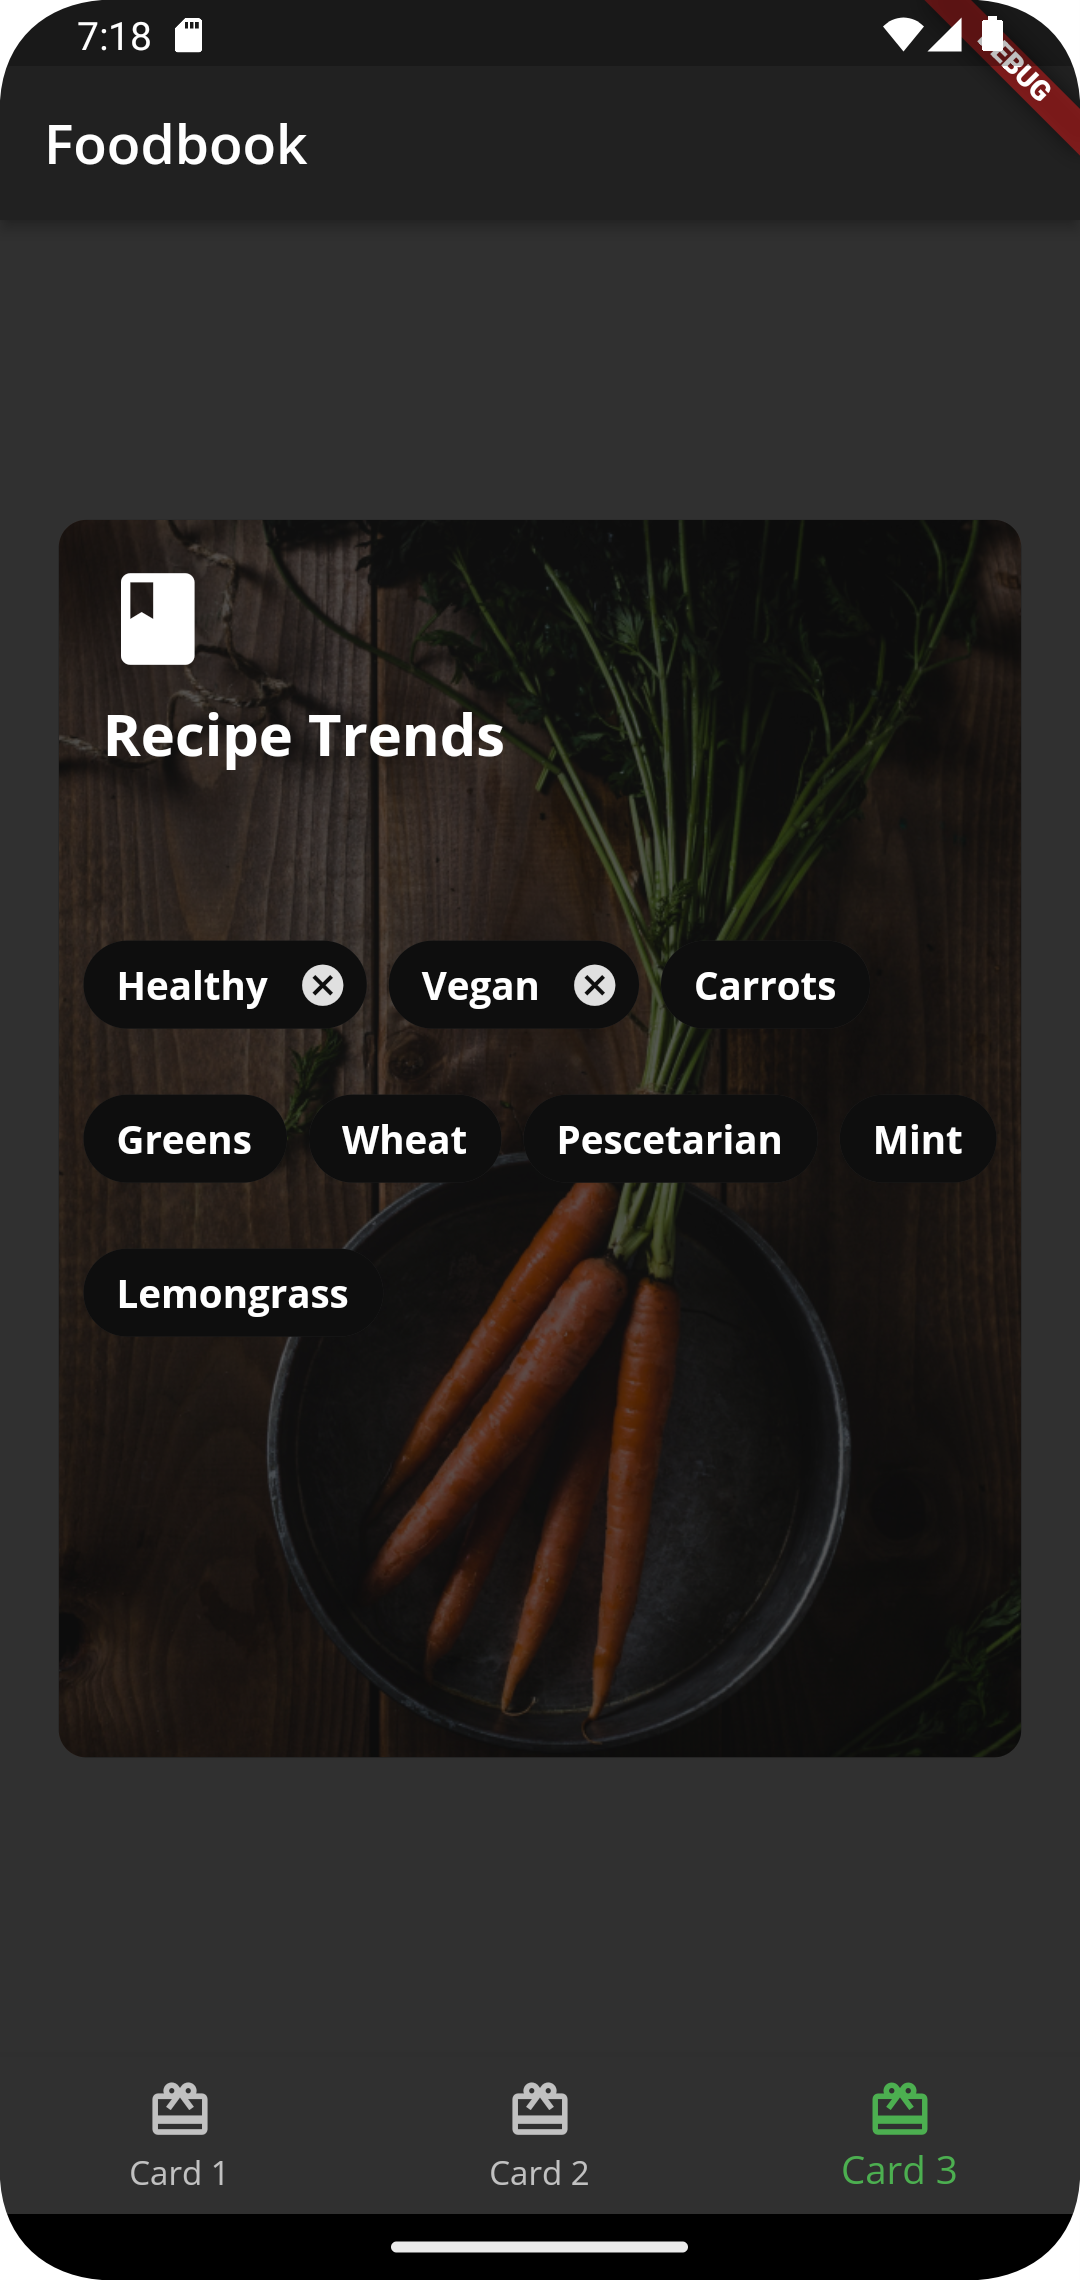 7:18
DEBUG
Foodbook
Recipe Trends
Healthy Vegan Carrots
Greens Wheat Pescetarian Mint
Lemongrass
Card 1 Card 2 Card 3